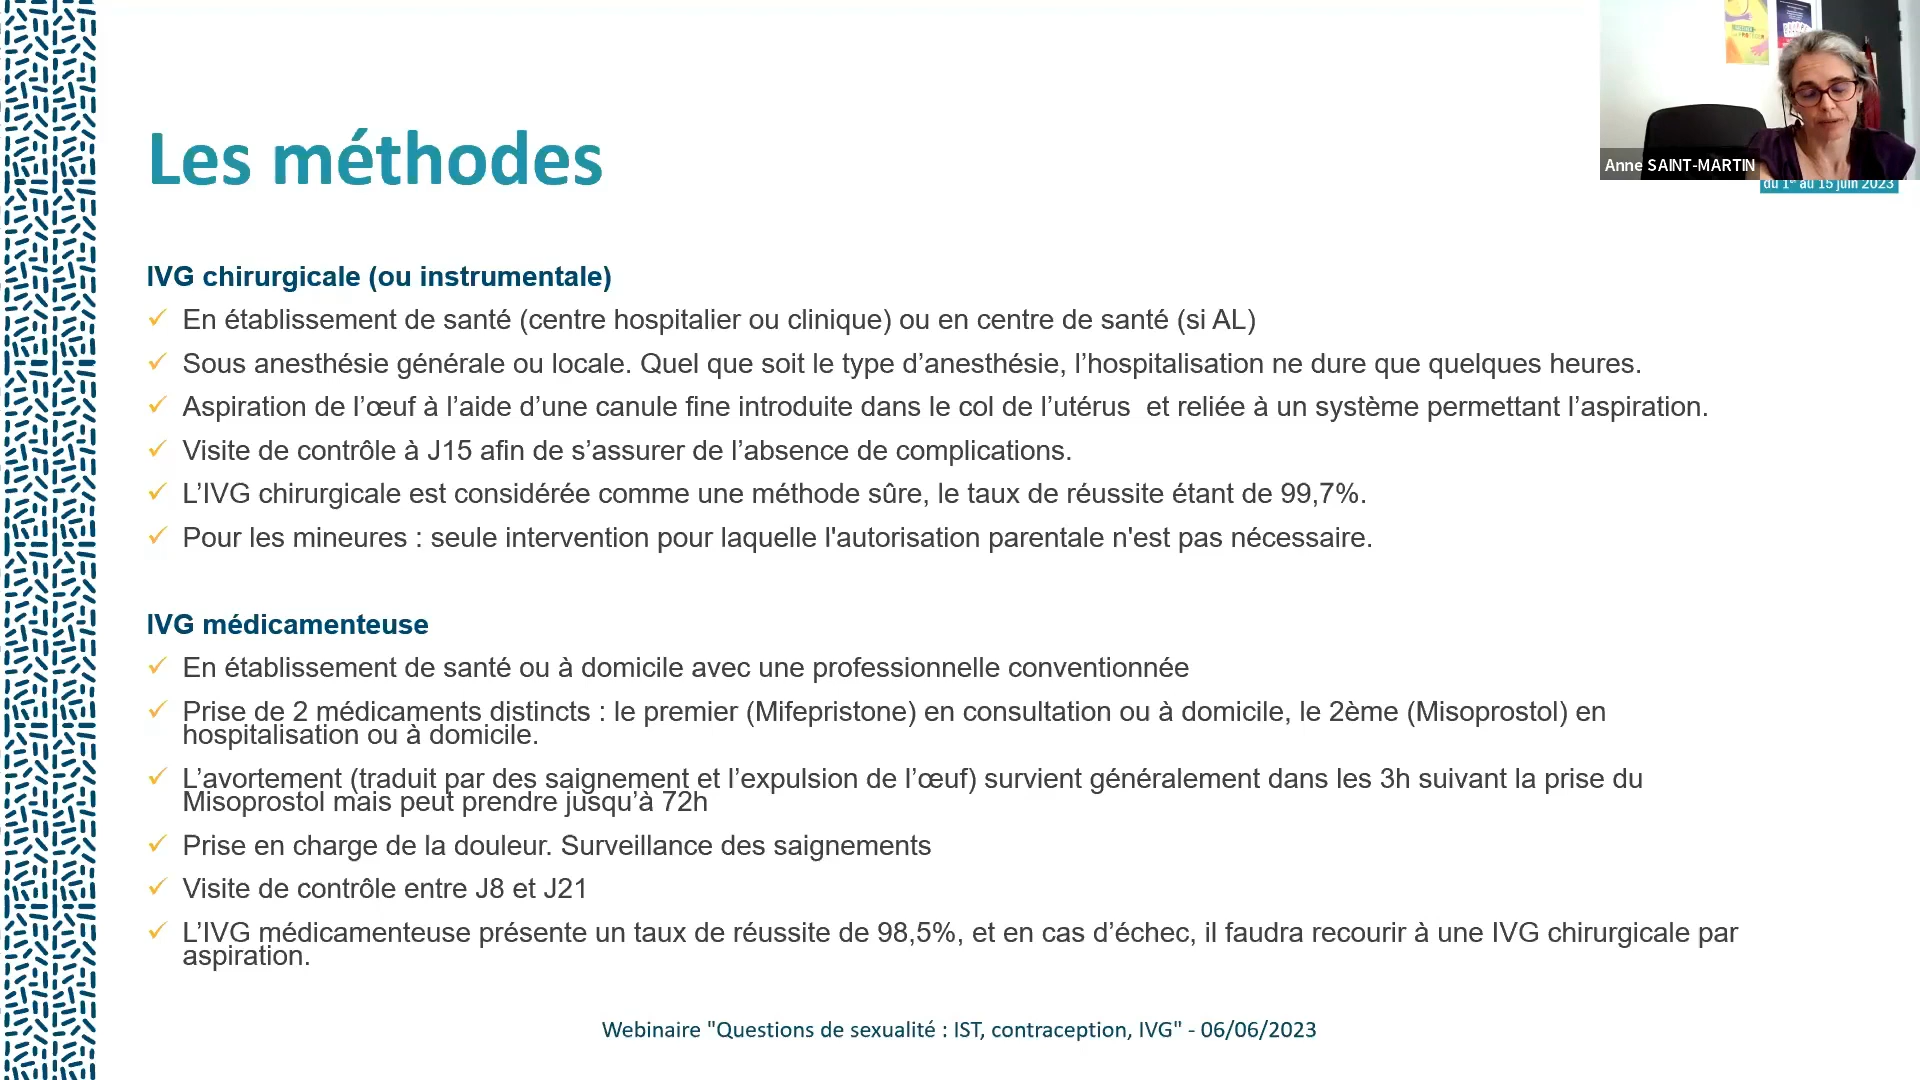 Les méthodes
Anne SAINT-MARTIN
du 1er au 15 juin 2023
IVG chirurgicale (ou instrumentale)
✓ En établissement de santé (centre hospitalier ou clinique) ou en centre de santé (si AL)
✓ Sous anesthésie générale ou locale. Quel que soit le type d’anesthésie, l’hospitalisation ne dure que quelques heures.
✓ Aspiration de l’œuf à l’aide d’une canule fine introduite dans le col de l’utérus  et reliée à un système permettant l’aspiration.
✓ Visite de contrôle à J15 afin de s’assurer de l’absence de complications.
✓ L’IVG chirurgicale est considérée comme une méthode sûre, le taux de réussite étant de 99,7%.
✓ Pour les mineures : seule intervention pour laquelle l'autorisation parentale n'est pas nécessaire.
IVG médicamenteuse
✓ En établissement de santé ou à domicile avec une professionnelle conventionnée
✓ Prise de 2 médicaments distincts : le premier (Mifepristone) en consultation ou à domicile, le 2ème (Misoprostol) en
hospitalisation ou à domicile.
✓ L’avortement (traduit par des saignement et l’expulsion de l’œuf) survient généralement dans les 3h suivant la prise du
Misoprostol mais peut prendre jusqu’à 72h
✓ Prise en charge de la douleur. Surveillance des saignements
✓ Visite de contrôle entre J8 et J21
✓ L’IVG médicamenteuse présente un taux de réussite de 98,5%, et en cas d’échec, il faudra recourir à une IVG chirurgicale par
aspiration.
Webinaire "Questions de sexualité : IST, contraception, IVG" - 06/06/2023